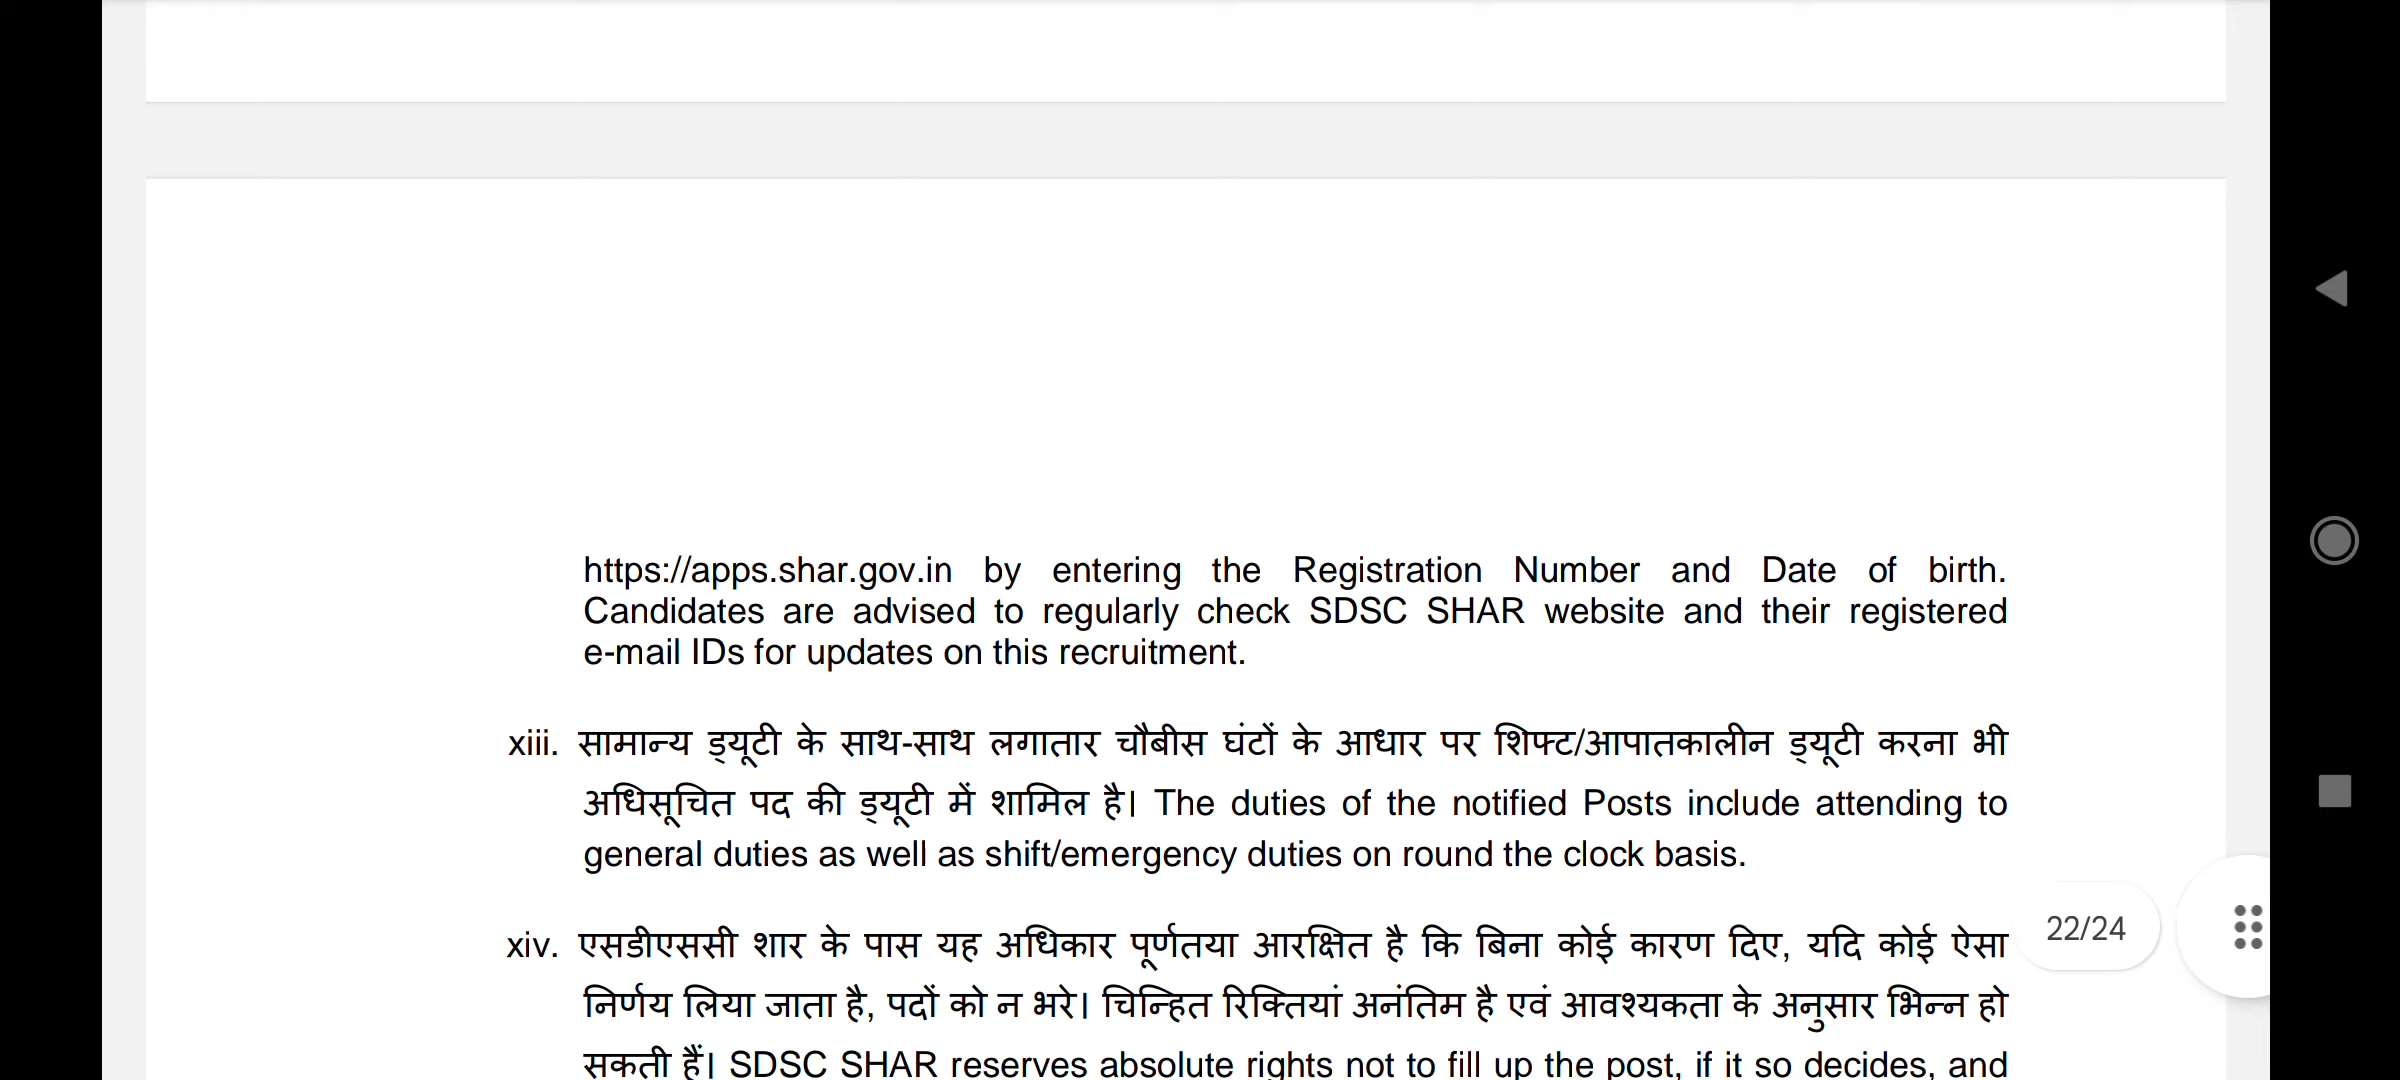 https://apps.shar.gov.in by entering the Registration Number and Date of birth.
Candidates are advised to regularly check SDSC SHAR website and their registered
e-mail IDs for updates on this recruitment.
xiii. सामान्य ड्यूटी के साथ-साथ लगातार चौबीस घंटों के आधार पर शिफ्ट/आपातकालीन ड्यूटी करना भी
अधिसूचित पद की ड्यूटी में शामिल है। The duties of the notified Posts include attending to
general duties as well as shift/emergency duties on round the clock basis.
xiv. एसडीएससी शार के पास यह अधिकार पूर्णतया आरक्षित है कि बिना कोई कारण दिए, यदि कोई ऐसा
निर्णय लिया जाता है, पदों को न भरे। चिन्हित रिक्तियां अनंतिम है एवं आवश्यकता के अनुसार भिन्न हो
सकती हैं। SDSC SHAR reserves absolute rights not to fill up the post, if it so decides, and
22/24